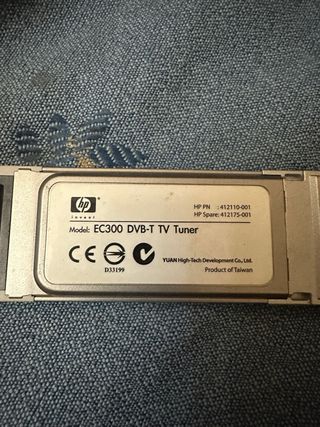 hp
invent
HP PN : 412110-001
HP Spare: 412175-001
Model: EC300 DVB-T TV Tuner
CE
D33199
YUAN High-Tech Development Co., Ltd.
Product of Taiwan